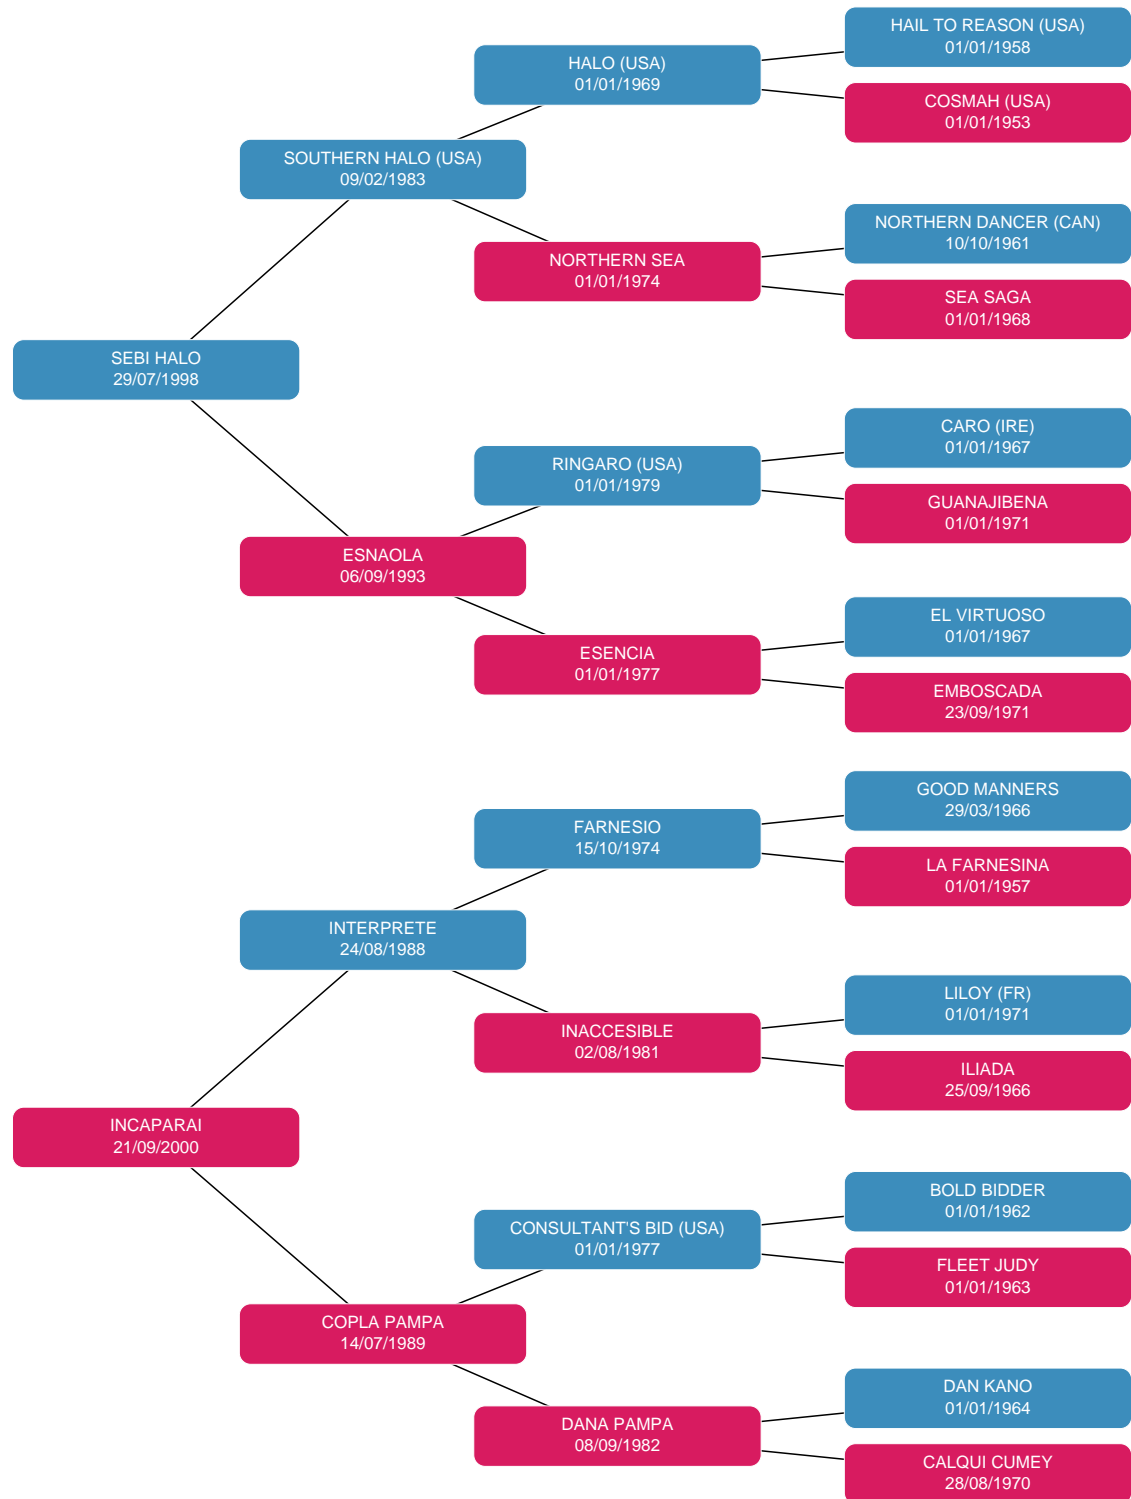 HAIL TO REASON (USA)
01/01/1958
HALO (USA)
01/01/1969
COSMAH (USA)
01/01/1953
SOUTHERN HALO (USA)
09/02/1983
NORTHERN DANCER (CAN)
10/10/1961
NORTHERN SEA
01/01/1974
SEA SAGA
01/01/1968
SEBI HALO
29/07/1998
CARO (IRE)
01/01/1967
RINGARO (USA)
01/01/1979
GUANAJIBENA
01/01/1971
ESNAOLA
06/09/1993
EL VIRTUOSO
01/01/1967
ESENCIA
01/01/1977
EMBOSCADA
23/09/1971
GOOD MANNERS
29/03/1966
FARNESIO
15/10/1974
LA FARNESINA
01/01/1957
INTERPRETE
24/08/1988
LILOY (FR)
01/01/1971
INACCESIBLE
02/08/1981
ILIADA
25/09/1966
INCAPARAI
21/09/2000
BOLD BIDDER
01/01/1962
CONSULTANT'S BID (USA)
01/01/1977
FLEET JUDY
01/01/1963
COPLA PAMPA
14/07/1989
DAN KANO
01/01/1964
DANA PAMPA
08/09/1982
CALQUI CUMEY
28/08/1970